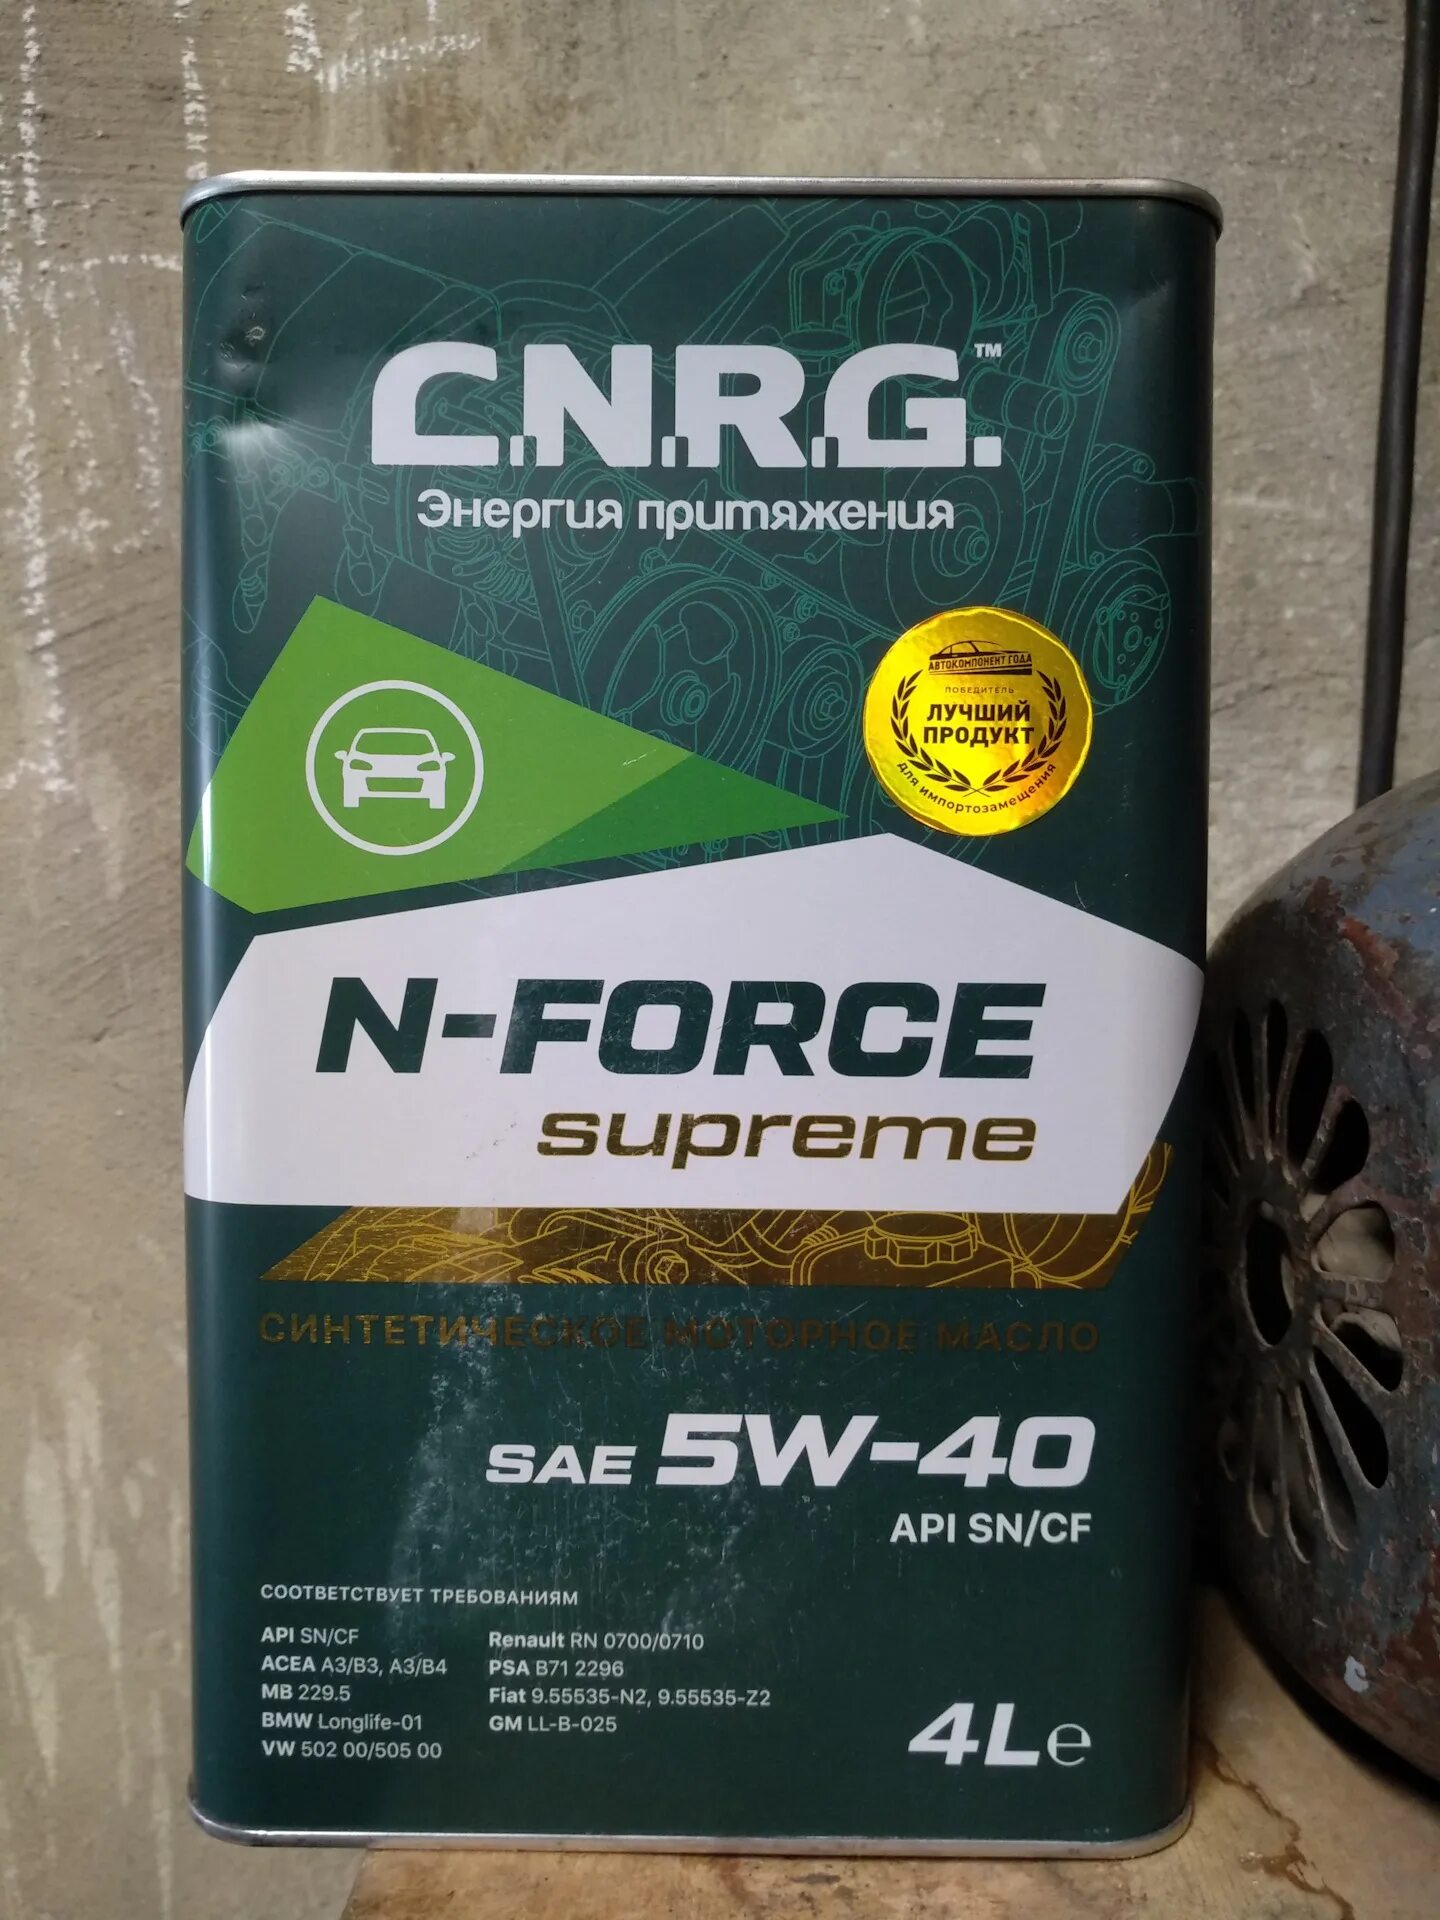 C.N.R.G.™
Энергия притяжения
АВТОКОМПОНЕНТ ГОДА
ПОБЕДИТЕЛЬ
ЛУЧШИЙ
ПРОДУКТ
ДЛЯ ИМПОРТОЗАМЕЩЕНИЯ
N-FORCE
supreme
СИНТЕТИЧЕСКОЕ МОТОРНОЕ МАСЛО
SAE 5W-40
API SN/CF
СООТВЕТСТВУЕТ ТРЕБОВАНИЯМ
API SN/CF
ACEA A3/B3, A3/B4
MB 229.5
BMW Longlife-01
VW 502 00/505 00
Renault RN 0700/0710
PSA B71 2296
Fiat 9.55535-N2, 9.55535-Z2
GM LL-B-025
4L e